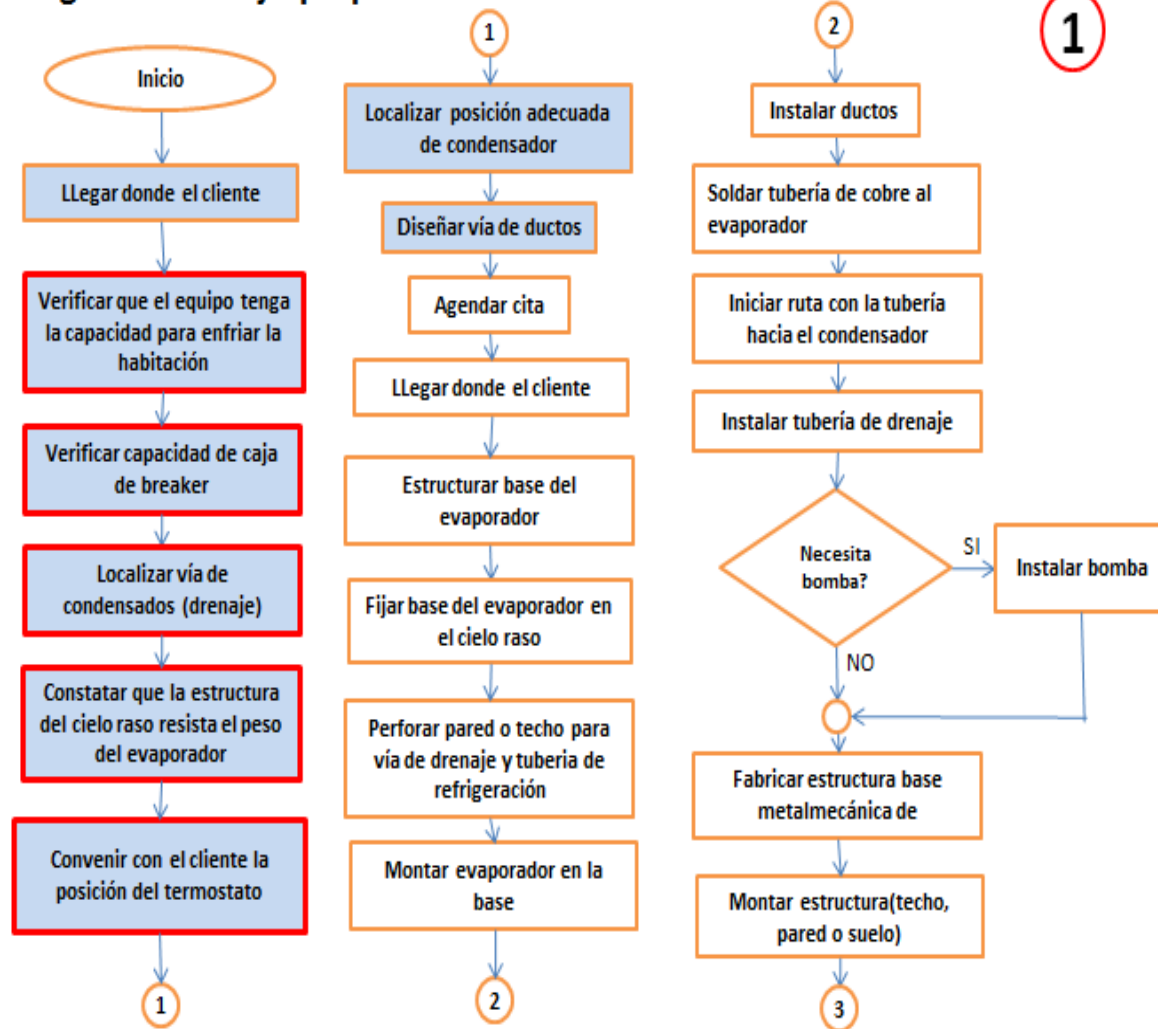 1
Inicio
LLegar donde el cliente
Verificar que el equipo tenga
la capacidad para enfriar la
habitación
Verificar capacidad de caja
de breaker
Localizar vía de
condensados (drenaje)
Constatar que la estructura
del cielo raso resista el peso
del evaporador
Convenir con el cliente la
posición del termostato
1
1
Localizar posición adecuada
de condensador
Diseñar vía de ductos
Agendar cita
LLegar donde el cliente
Estructurar base del
evaporador
Fijar base del evaporador en
el cielo raso
Perforar pared o techo para
vía de drenaje y tuberia de
refrigeración
Montar evaporador en la
base
2
2
Instalar ductos
Soldar tubería de cobre al
evaporador
Iniciar ruta con la tubería
hacia el condensador
Instalar tubería de drenaje
Necesita
bomba?
SI
Instalar bomba
NO
Fabricar estructura base
metalmecánica de
Montar estructura(techo,
pared o suelo)
3